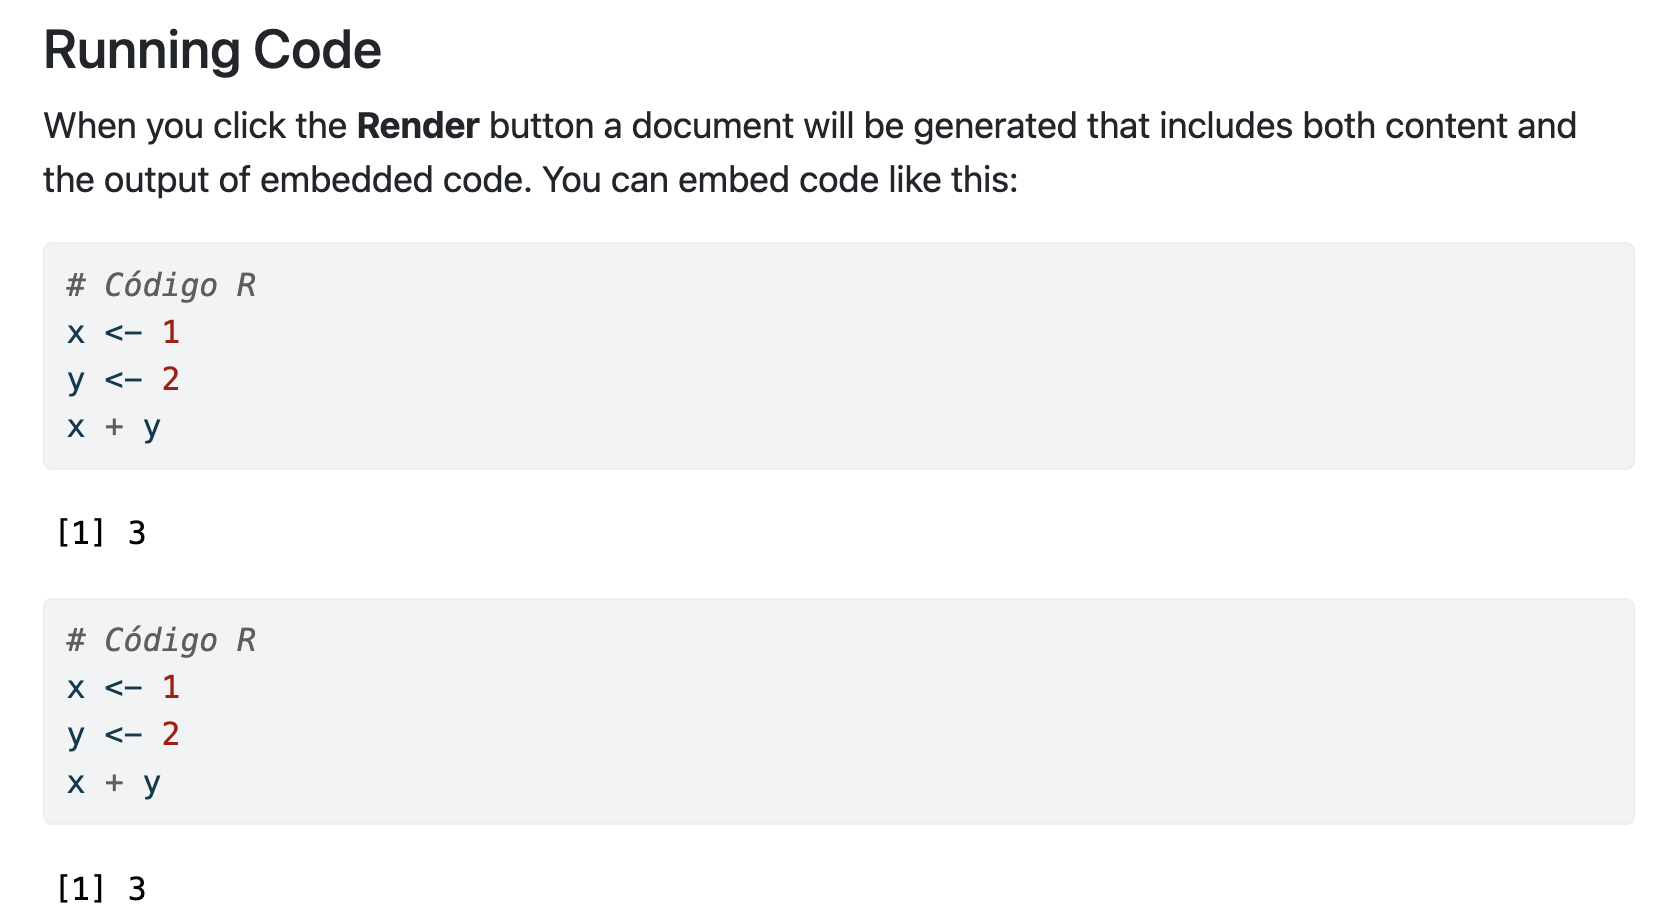 Running Code
When you click the Render button a document will be generated that includes both content and
the output of embedded code. You can embed code like this:
# Código R
x <- 1
y <- 2
x + y
[1] 3
# Código R
x <- 1
y <- 2
x + y
[1] 3